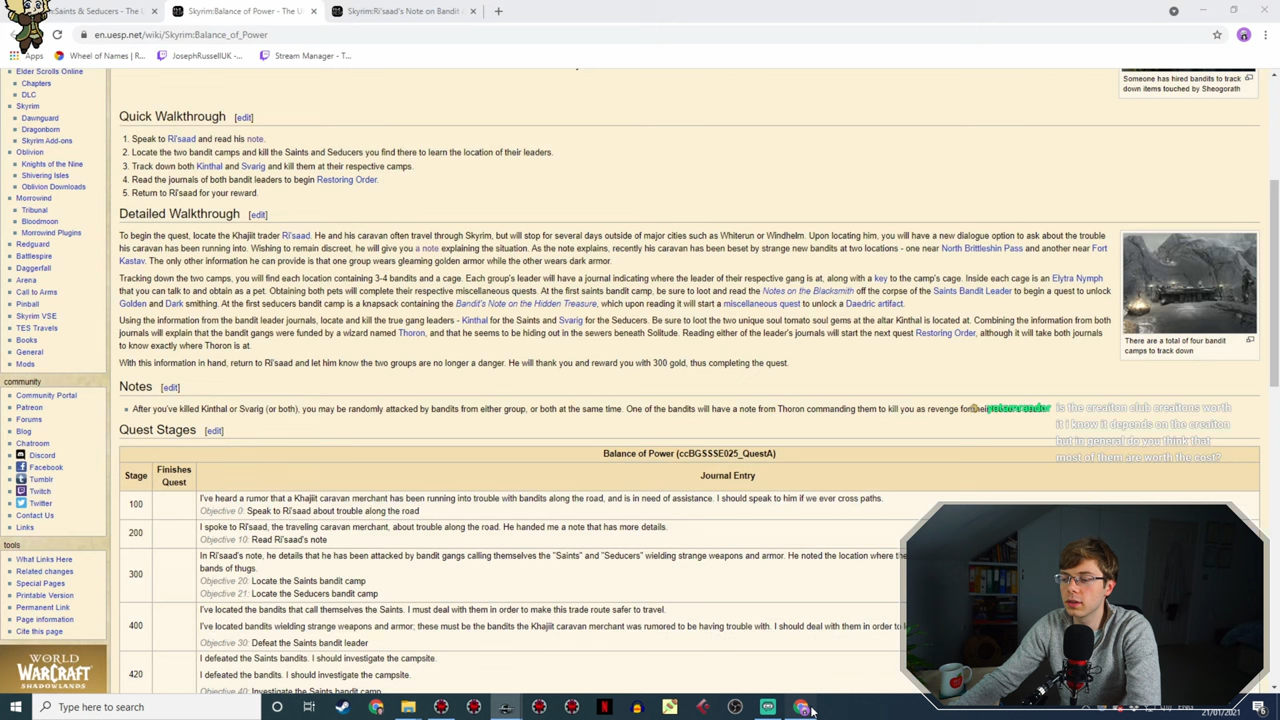 Saints & Seducers - The U
Skyrim:Balance of Power - The U
Skyrim:Ri'saad's Note on Bandit
en.uesp.net/wiki/Skyrim:Balance_of_Power
Apps
Wheel of Names | R...
JosephRussellUK -...
Stream Manager - T...
Elder Scrolls Online
Chapters
DLC
Skyrim
Dawnguard
Dragonborn
Skyrim Add-ons
Oblivion
Knights of the Nine
Shivering Isles
Oblivion Downloads
Morrowind
Tribunal
Bloodmoon
Morrowind Plugins
Redguard
Battlespire
Daggerfall
Arena
Call to Arms
Pinball
Skyrim VSE
TES Travels
Books
General
Mods
community
Community Portal
Patreon
Forums
Blog
Chatroom
Discord
Facebook
Tumblr
Twitch
Twitter
Contact Us
Links
tools
What Links Here
Related changes
Special Pages
Printable Version
Permanent Link
Page information
Cite this page
WORLD
WARCRAFT
SHADOWLANDS
Someone has hired bandits to track
down items touched by Sheogorath
Quick Walkthrough [edit]
1. Speak to Ri'saad and read his note.
2. Locate the two bandit camps and kill the Saints and Seducers you find there to learn the location of their leaders.
3. Track down both Kinthal and Svarig and kill them at their respective camps.
4. Read the journals of both bandit leaders to begin Restoring Order.
5. Return to Ri'saad for your reward.
Detailed Walkthrough [edit]
To begin the quest, locate the Khajiit trader Ri'saad. He and his caravan often travel through Skyrim, but will stop for several days outside of major cities such as Whiterun or Windhelm. Upon locating him, you will have a new dialogue option to ask about the trouble
his caravan has been running into. Wishing to remain discreet, he will give you a note explaining the situation. As the note explains, recently his caravan has been beset by strange new bandits at two locations - one near North Brittleshin Pass and another near Fort
Kastav. The only other information he can provide is that one group wears gleaming golden armor while the other wears dark armor.
Tracking down the two camps, you will find each location containing 3-4 bandits and a cage. Each group's leader will have a journal indicating where the leader of their respective gang is at, along with a key to the camp's cage. Inside each cage is an Elytra Nymph
that you can talk to and obtain as a pet. Obtaining both pets will complete their respective miscellaneous quests. At the first saints bandit camp, be sure to loot and read the Notes on the Blacksmith off the corpse of the Saints Bandit Leader to begin a quest to unlock
Golden and Dark smithing. At the first seducers bandit camp is a knapsack containing the Bandit's Note on the Hidden Treasure, which upon reading it will start a miscellaneous quest to unlock a Daedric artifact.
Using the information from the bandit leader journals, locate and kill the true gang leaders - Kinthal for the Saints and Svarig for the Seducers. Be sure to loot the two unique soul tomato soul gems at the altar Kinthal is located at. Combining the information from both
journals will explain that the bandit gangs were funded by a wizard named Thoron, and that he seems to be hiding out in the sewers beneath Solitude. Reading either of the leader's journals will start the next quest Restoring Order, although it will take both journals
to know exactly where Thoron is at.
With this information in hand, return to Ri'saad and let him know the two groups are no longer a danger. He will thank you and reward you with 300 gold, thus completing the quest.
There are a total of four bandit
camps to track down
Notes [edit]
After you've killed Kinthal or Svarig (or both), you may be randomly attacked by bandits from either group, or both at the same time. One of the bandits will have a note from Thoron commanding them to kill you as revenge for
is the creaiton club creaitons worth
it i know it depends on the creaiton
but in general do you think that
most of them are worth the cost?
Quest Stages [edit]
Balance of Power (ccBGSSSE025_QuestA)
Stage
Finishes
Quest
Journal Entry
100
I've heard a rumor that a Khajiit caravan merchant has been running into trouble with bandits along the road, and is in need of assistance. I should speak to him if we ever cross paths.
Objective 0: Speak to Ri'saad about trouble along the road
200
I spoke to Ri'saad, the traveling caravan merchant, about trouble along the road. He handed me a note that has more details.
Objective 10: Read Ri'saad's note
300
In Ri'saad's note, he details that he has been attacked by bandit gangs calling themselves the "Saints" and "Seducers" wielding strange weapons and armor. He noted the location where
bands of thugs.
Objective 20: Locate the Saints bandit camp
Objective 21: Locate the Seducers bandit camp
400
I've located the bandits that call themselves the Saints. I must deal with them in order to make this trade route safer to travel.
I've located bandits wielding strange weapons and armor; these must be the bandits the Khajiit caravan merchant was rumored to be having trouble with. I should deal with them in order to
Objective 30: Defeat the Saints bandit leader
420
I defeated the Saints bandits. I should investigate the campsite.
I defeated the bandits. I should investigate the campsite.
Objective 40: Investigate the Saints camp
Type here to search
ENG
21/01/2021
6